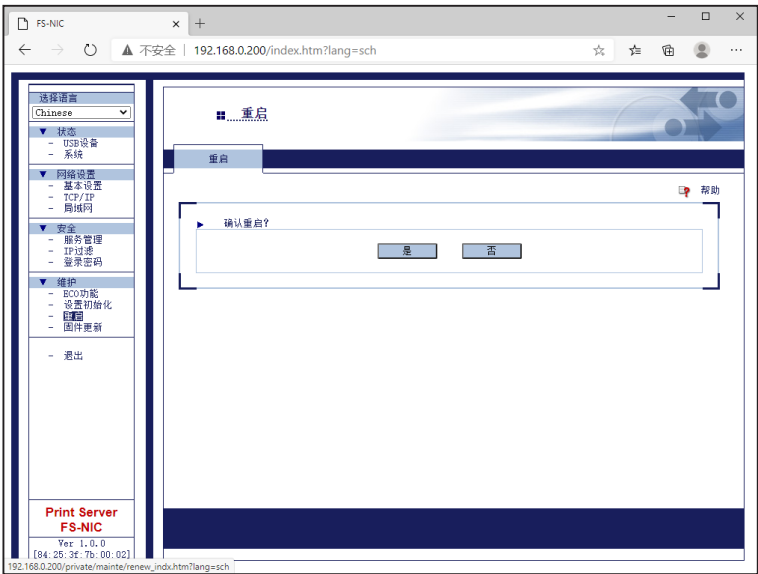 FS-NIC
不安全 | 192.168.0.200/index.htm?lang=sch
选择语言
Chinese
▼ 状态
- USB设备
- 系统
▼ 网络设置
- 基本设置
- TCP/IP
- 局域网
▼ 安全
- 服务管理
- IP过滤
- 登录密码
▼ 维护
- ECO功能
- 设置初始化
- 重启
- 固件更新
- 退出
Print Server
FS-NIC
Ver 1.0.0
[84:25:3f:7b:00:02]
重启
重启
帮助
确认重启?
是 否
192.168.0.200/private/mainte/renew_indx.htm?lang=sch